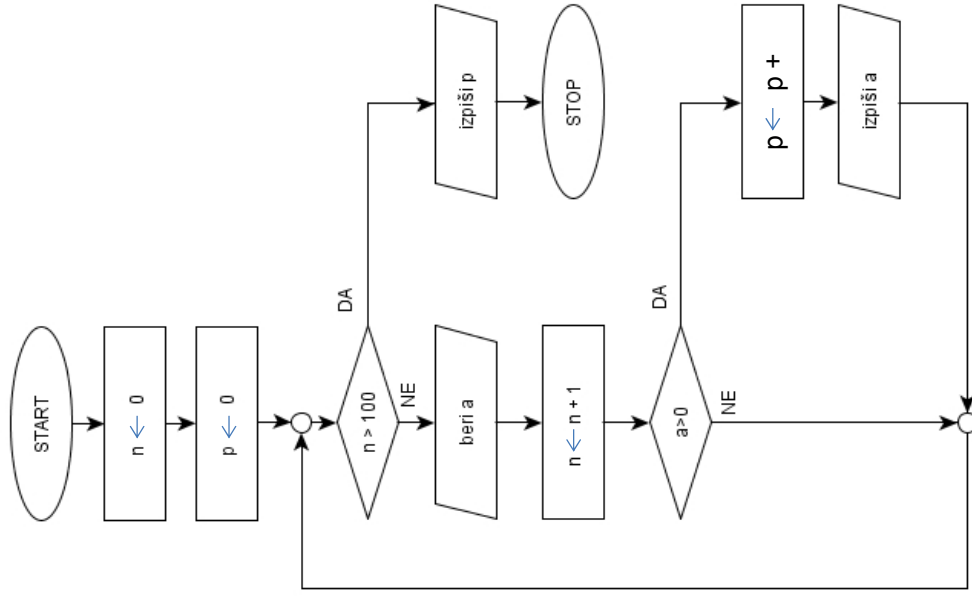 START
n ← 0
p ← 0
n > 100
DA
NE
izpiši p
STOP
beri a
n ← n + 1
a>0
DA
NE
p ← p +
izpiši a